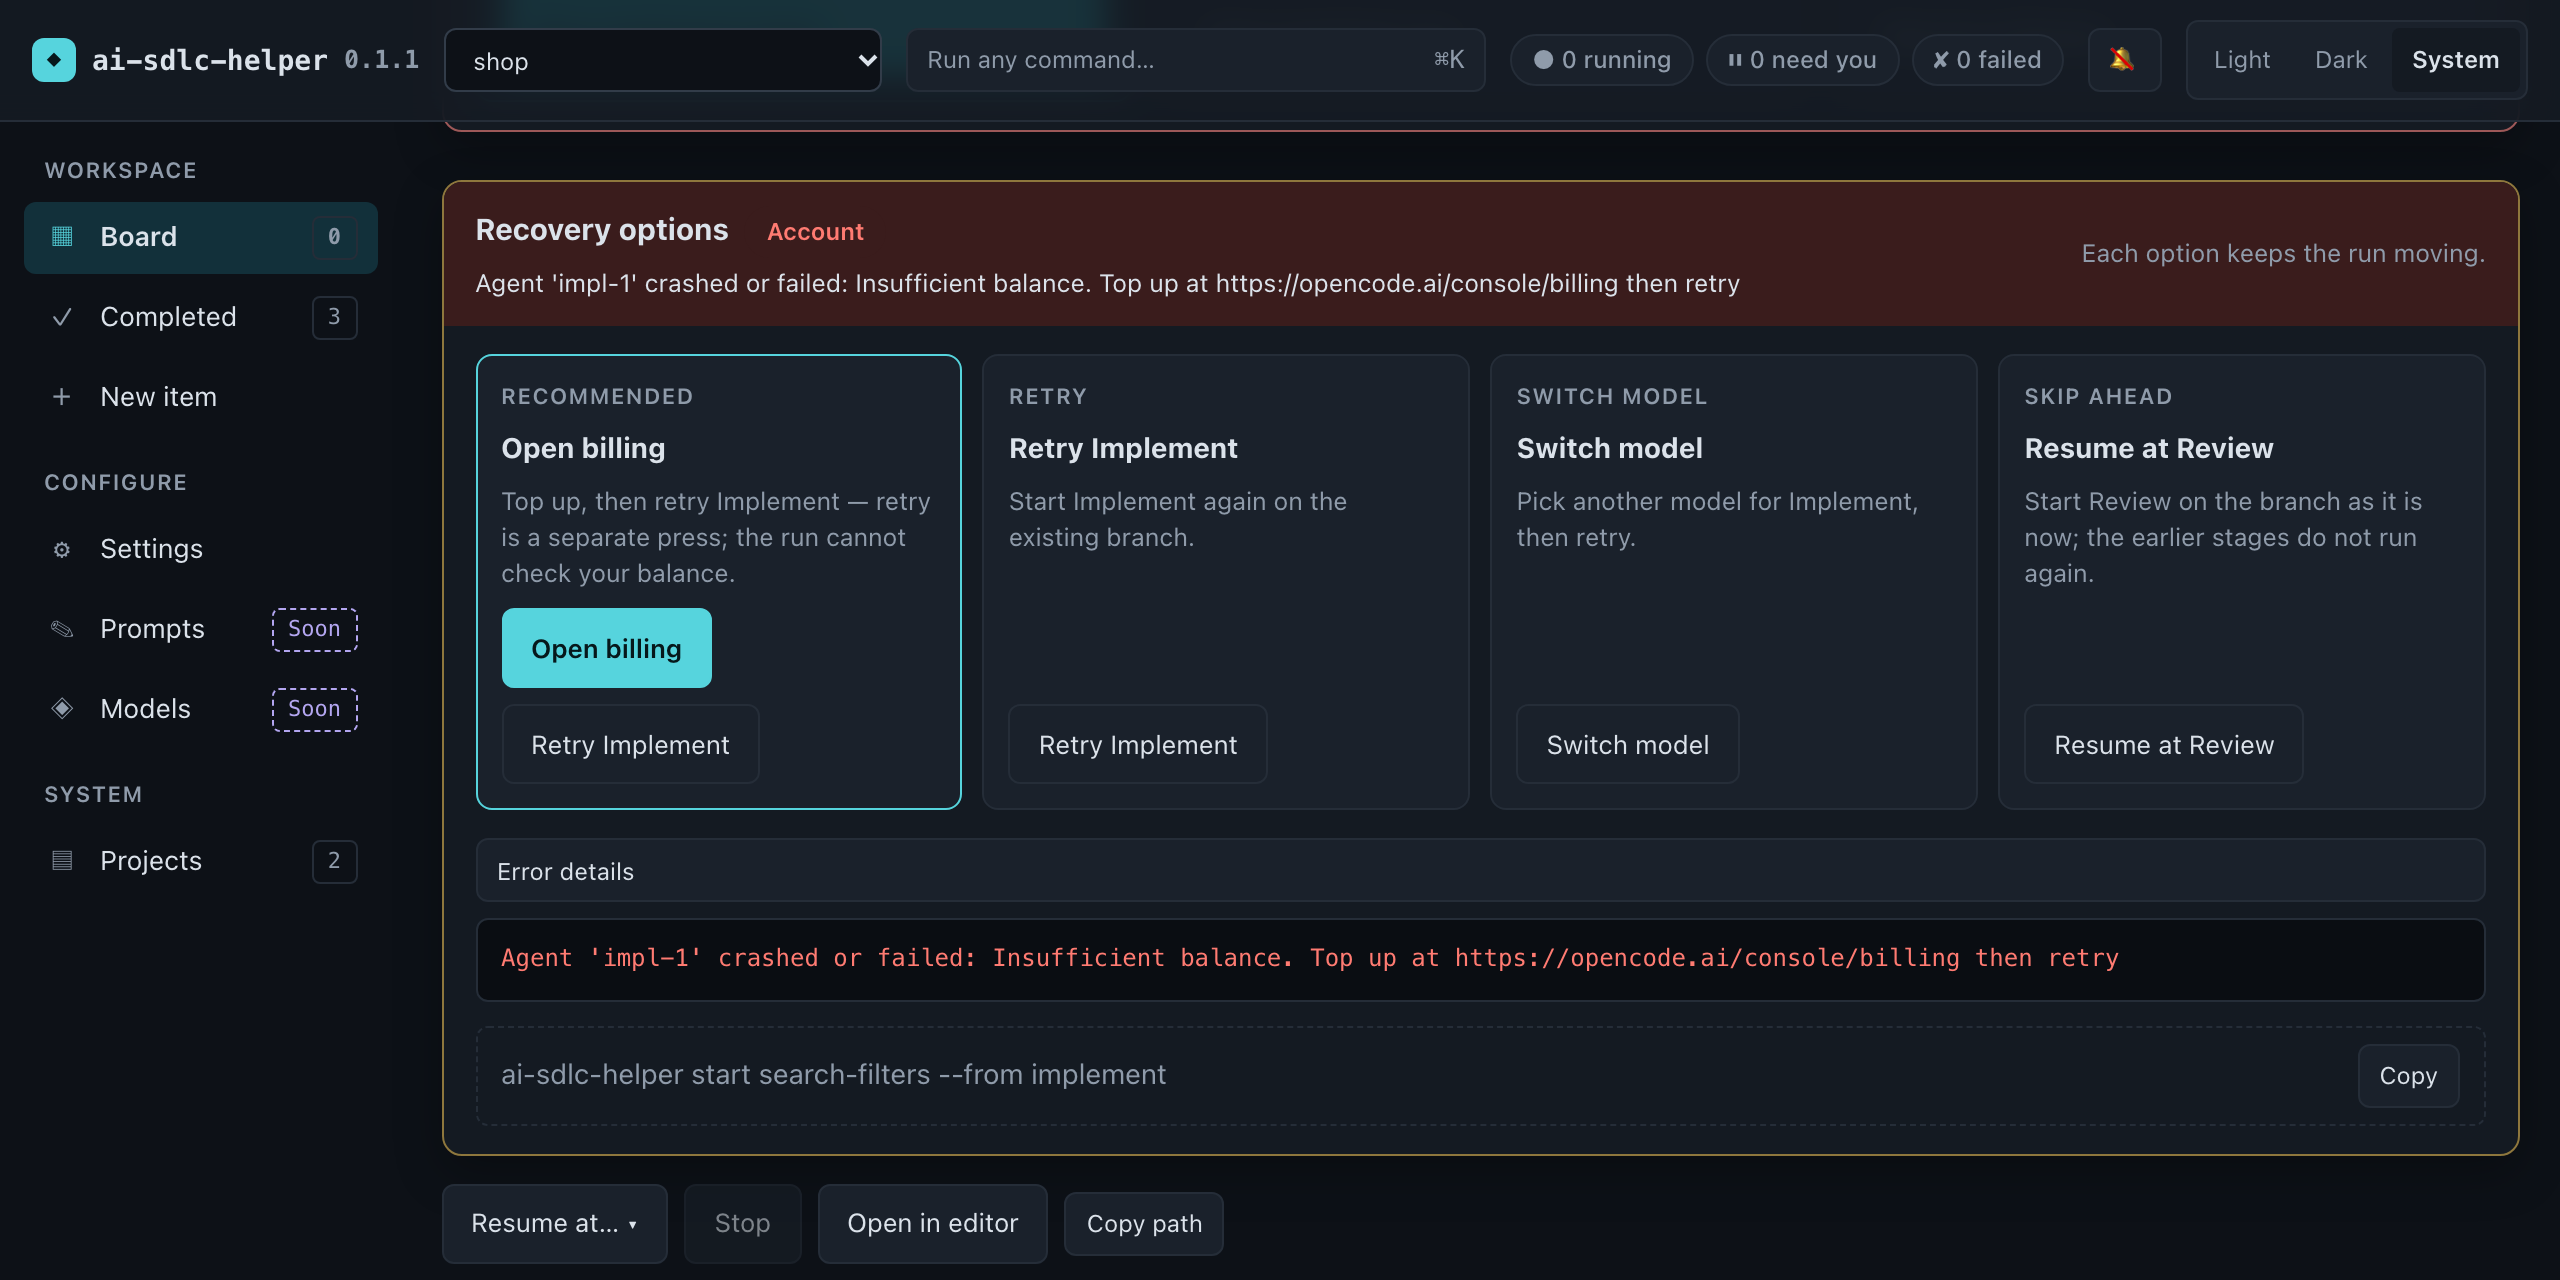 ai-sdlc-helper 0.1.1
shop
Run any command...
⌘K
0 running
0 need you
✘ 0 failed
Light
Dark
System
WORKSPACE
Board
0
Completed
3
New item
CONFIGURE
Settings
Prompts
Soon
Models
Soon
SYSTEM
Projects
2
Recovery options
Account
Agent 'impl-1' crashed or failed: Insufficient balance. Top up at https://opencode.ai/console/billing then retry
Each option keeps the run moving.
RECOMMENDED
Open billing
Top up, then retry Implement — retry
is a separate press; the run cannot
check your balance.
Open billing
Retry Implement
RETRY
Retry Implement
Start Implement again on the
existing branch.
Retry Implement
SWITCH MODEL
Switch model
Pick another model for Implement,
then retry.
Switch model
SKIP AHEAD
Resume at Review
Start Review on the branch as it is
now; the earlier stages do not run
again.
Resume at Review
Error details
Agent 'impl-1' crashed or failed: Insufficient balance. Top up at https://opencode.ai/console/billing then retry
ai-sdlc-helper start search-filters --from implement
Copy
Resume at... ▾
Stop
Open in editor
Copy path